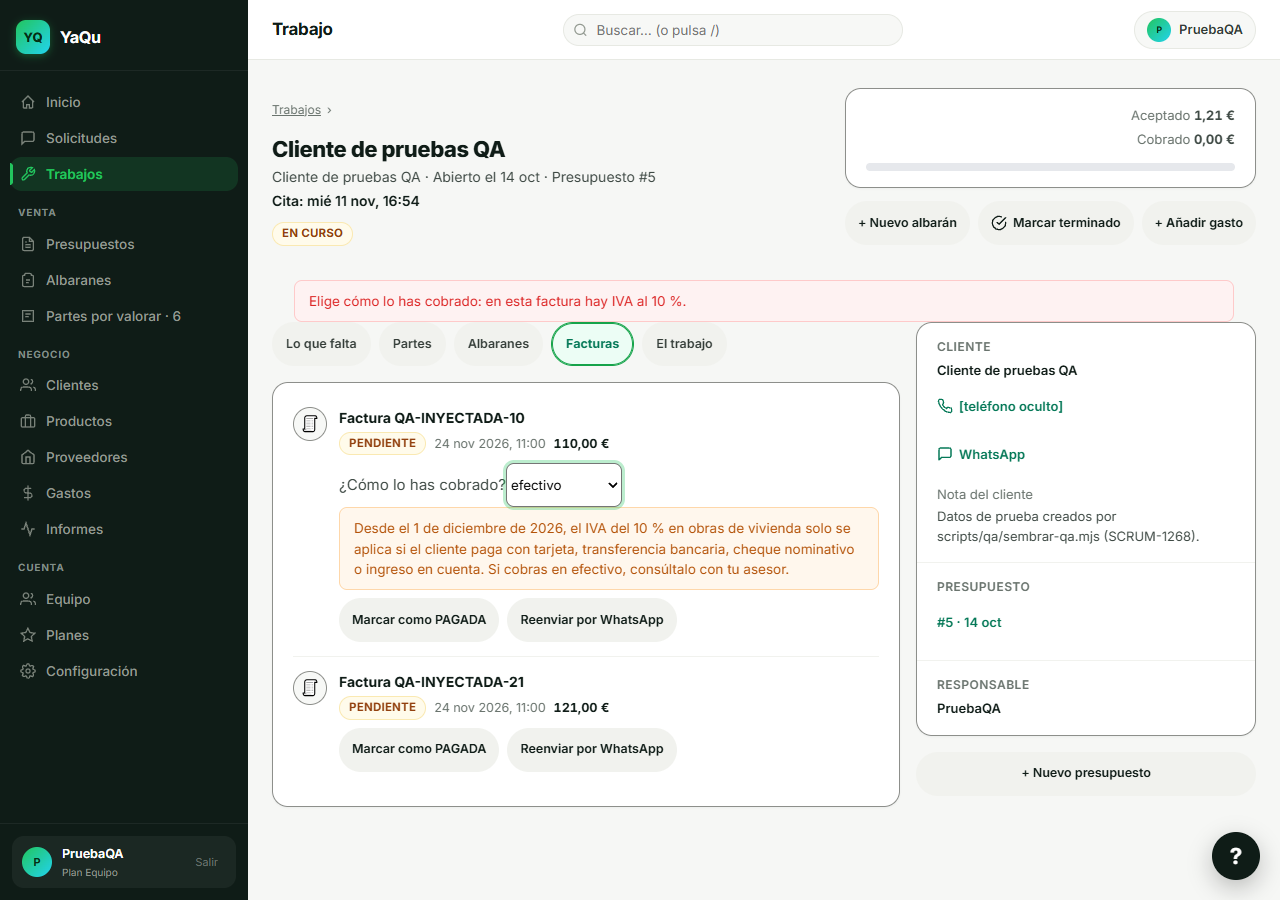 YQ
YaQu
Inicio
Solicitudes
Trabajos
VENTA
Presupuestos
Albaranes
Partes por valorar · 6
NEGOCIO
Clientes
Productos
Proveedores
Gastos
Informes
CUENTA
Equipo
Planes
Configuración
P
PruebaQA
Plan Equipo
Salir
Trabajo
Buscar... (o pulsa /)
P
PruebaQA
Trabajos ›
Cliente de pruebas QA
Cliente de pruebas QA · Abierto el 14 oct · Presupuesto #5
Cita: mié 11 nov, 16:54
EN CURSO
Aceptado 1,21 €
Cobrado 0,00 €
+ Nuevo albarán
Marcar terminado
+ Añadir gasto
Elige cómo lo has cobrado: en esta factura hay IVA al 10 %.
Lo que falta
Partes
Albaranes
Facturas
El trabajo
Factura QA-INYECTADA-10
PENDIENTE 24 nov 2026, 11:00 110,00 €
¿Cómo lo has cobrado? efectivo
Desde el 1 de diciembre de 2026, el IVA del 10 % en obras de vivienda solo se
aplica si el cliente paga con tarjeta, transferencia bancaria, cheque nominativo
o ingreso en cuenta. Si cobras en efectivo, consúltalo con tu asesor.
Marcar como PAGADA
Reenviar por WhatsApp
Factura QA-INYECTADA-21
PENDIENTE 24 nov 2026, 11:00 121,00 €
Marcar como PAGADA
Reenviar por WhatsApp
CLIENTE
Cliente de pruebas QA
[teléfono oculto]
WhatsApp
Nota del cliente
Datos de prueba creados por
scripts/qa/sembrar-qa.mjs (SCRUM-1268).
PRESUPUESTO
#5 · 14 oct
RESPONSABLE
PruebaQA
+ Nuevo presupuesto
?